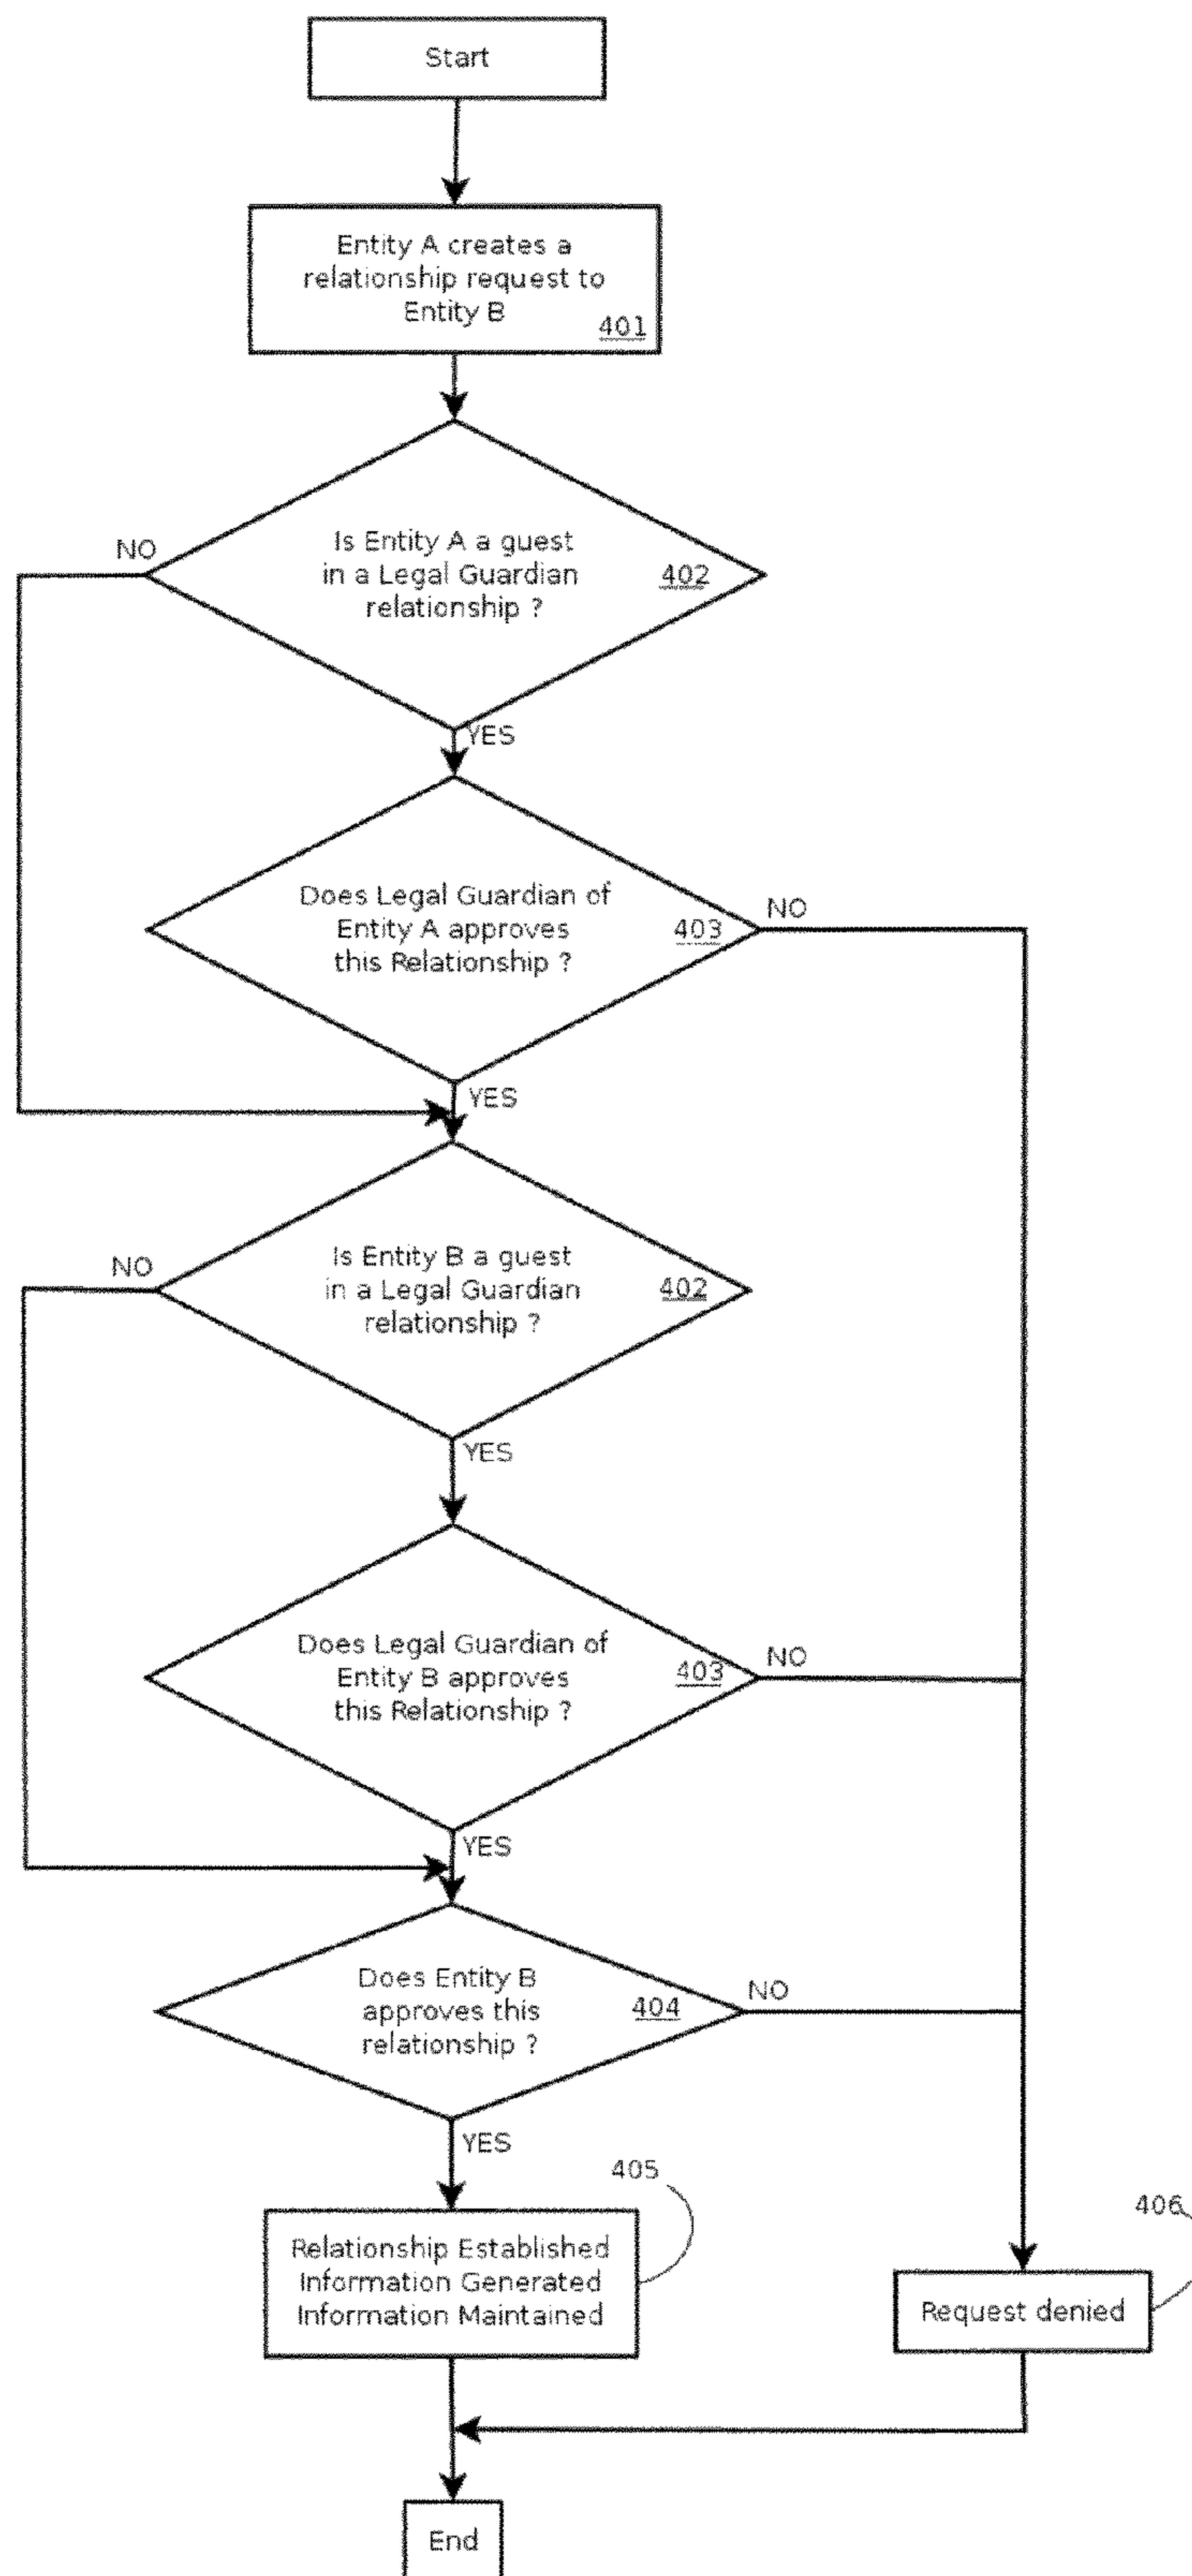 Start
Entity A creates a
relationship request to
Entity B
401
NO
Is Entity A a guest
in a Legal Guardian
relationship ?
402
YES
Does Legal Guardian of
Entity A approves
this Relationship ?
403
NO
YES
NO
Is Entity B a guest
in a Legal Guardian
relationship ?
402
YES
Does Legal Guardian of
Entity B approves
this Relationship ?
403
NO
YES
Does Entity B
approves this
relationship ?
404
NO
YES
405
Relationship Established
Information Generated
Information Maintained
406
Request denied
End